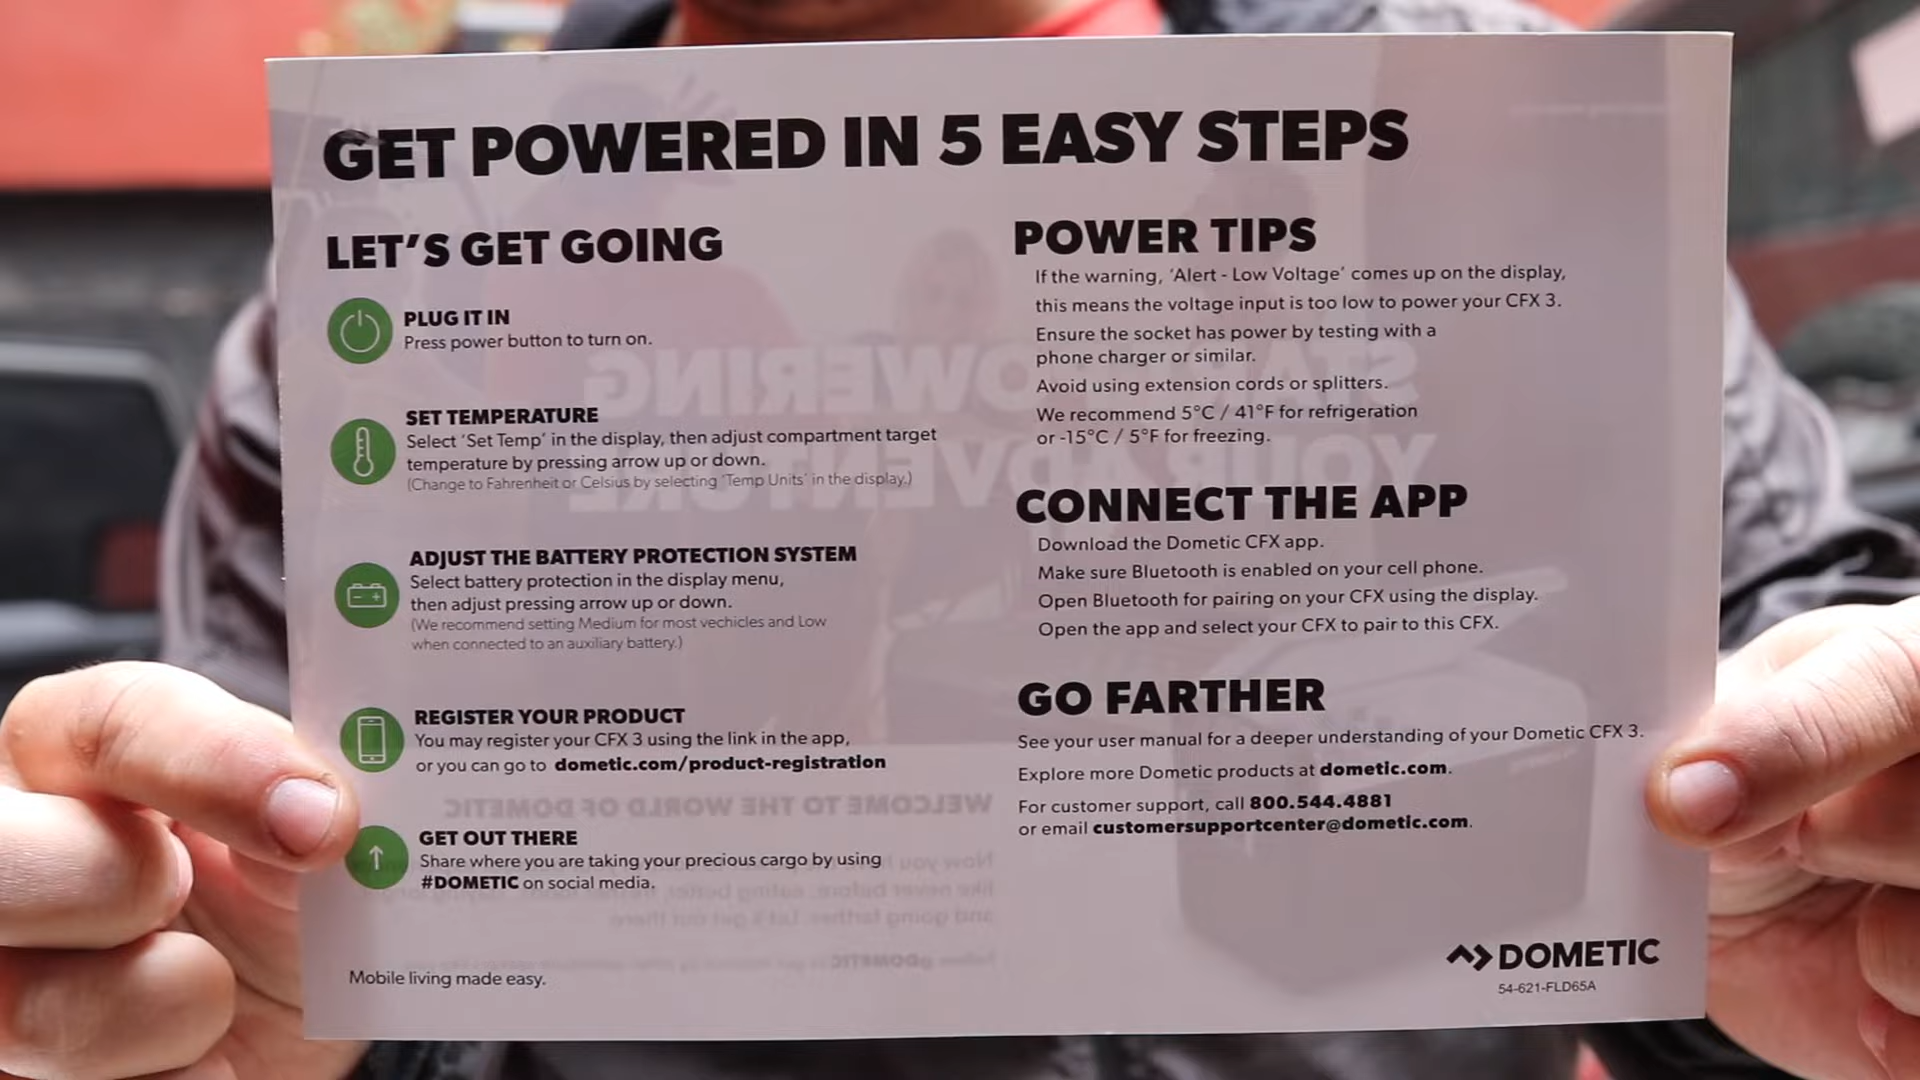 GET POWERED IN 5 EASY STEPS
LET'S GET GOING
PLUG IT IN
Press power button to turn on.
SET TEMPERATURE
Select 'Set Temp' in the display, then adjust compartment target
temperature by pressing arrow up or down.
(Change to Fahrenheit or Celsius by selecting 'Temp Units' in the display.)
ADJUST THE BATTERY PROTECTION SYSTEM
Select battery protection in the display menu,
then adjust pressing arrow up or down.
(We recommend setting Medium for most vechicles and Low
when connected to an auxiliary battery.)
REGISTER YOUR PRODUCT
You may register your CFX 3 using the link in the app,
or you can go to dometic.com/product-registration
GET OUT THERE
Share where you are taking your precious cargo by using
#DOMETIC on social media.
Mobile living made easy.
POWER TIPS
If the warning, 'Alert - Low Voltage' comes up on the display,
this means the voltage input is too low to power your CFX 3.
Ensure the socket has power by testing with a
phone charger or similar.
Avoid using extension cords or splitters.
We recommend 5°C / 41°F for refrigeration
or -15°C / 5°F for freezing.
CONNECT THE APP
Download the Dometic CFX app.
Make sure Bluetooth is enabled on your cell phone.
Open Bluetooth for pairing on your CFX using the display.
Open the app and select your CFX to pair to this CFX.
GO FARTHER
See your user manual for a deeper understanding of your Dometic CFX 3.
Explore more Dometic products at dometic.com.
For customer support, call 800.544.4881
or email customersupportcenter@dometic.com.
DOMETIC
54-621-FLD65A
START POWERING
YOUR ADVENTURE
WELCOME TO THE WORLD OF DOMETIC